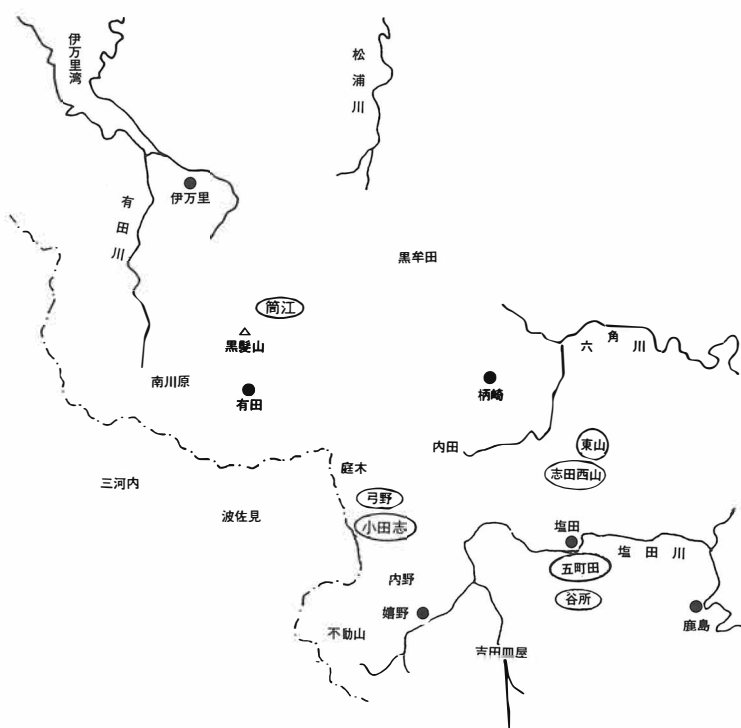 伊万里湾
松浦川
伊万里
有田川
黒牟田
筒江
黒髪山
六角川
南川原
有田
柄崎
内田
東山
志田西山
庭木
三河内
弓野
波佐見
小田志
塩田
塩田川
五町田
内野
谷所
嬉野
鹿島
不動山
吉田皿屋